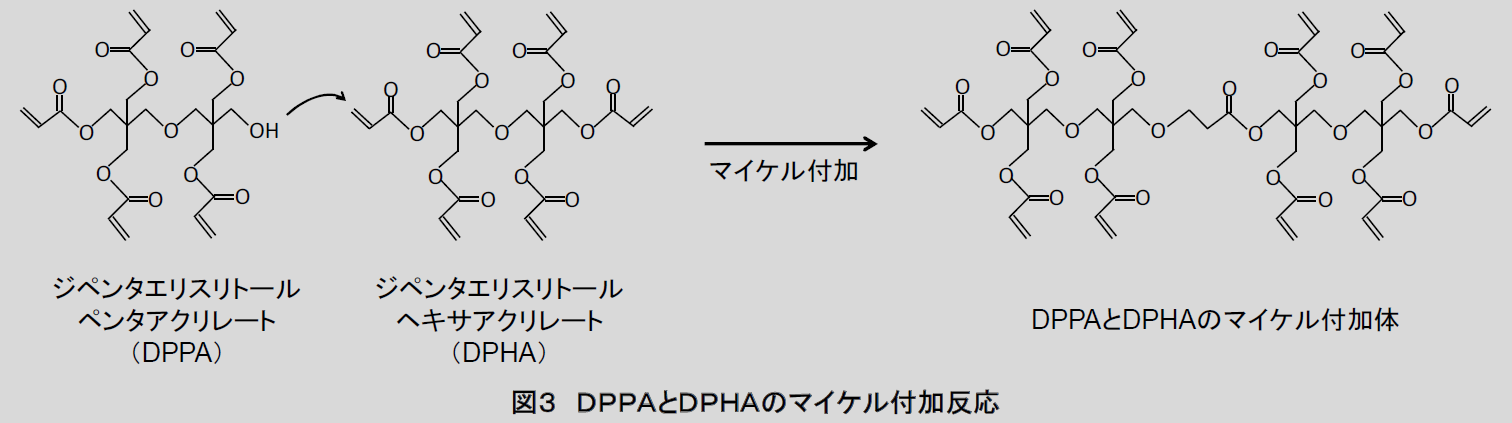 O O
O O
O O
O O OH
O O
O O
O O
O O
O O O
O O O
O O
O O
マイケル付加
O O
O O
O O O O
O O
O O
O O
O O
O O
O O O
O O
O O
ジペンタエリスリトール
ペンタアクリレート
(DPPA)
ジペンタエリスリトール
ヘキサアクリレート
(DPHA)
DPPAとDPHAのマイケル付加体
図3 DPPAとDPHAのマイケル付加反応